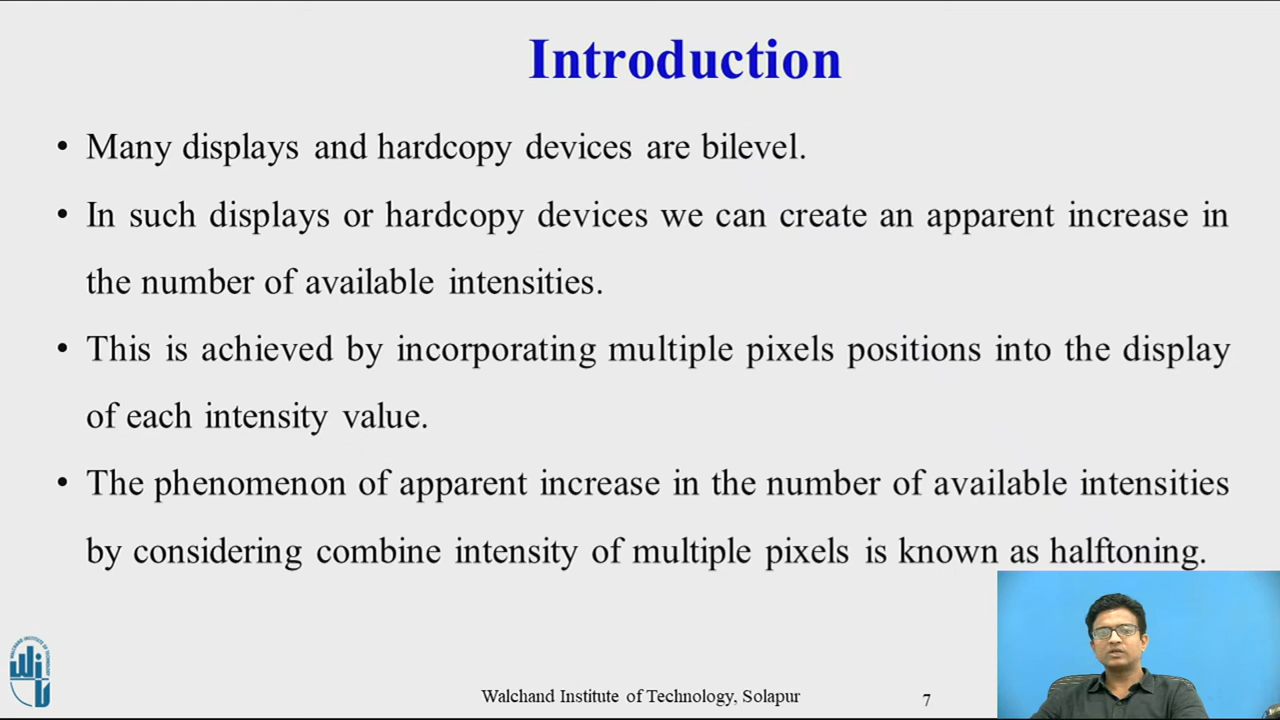 Introduction
• Many displays and hardcopy devices are bilevel.
• In such displays or hardcopy devices we can create an apparent increase in
the number of available intensities.
• This is achieved by incorporating multiple pixels positions into the display
of each intensity value.
• The phenomenon of apparent increase in the number of available intensities
by considering combine intensity of multiple pixels is known as halftoning.
Walchand Institute of Technology, Solapur
7